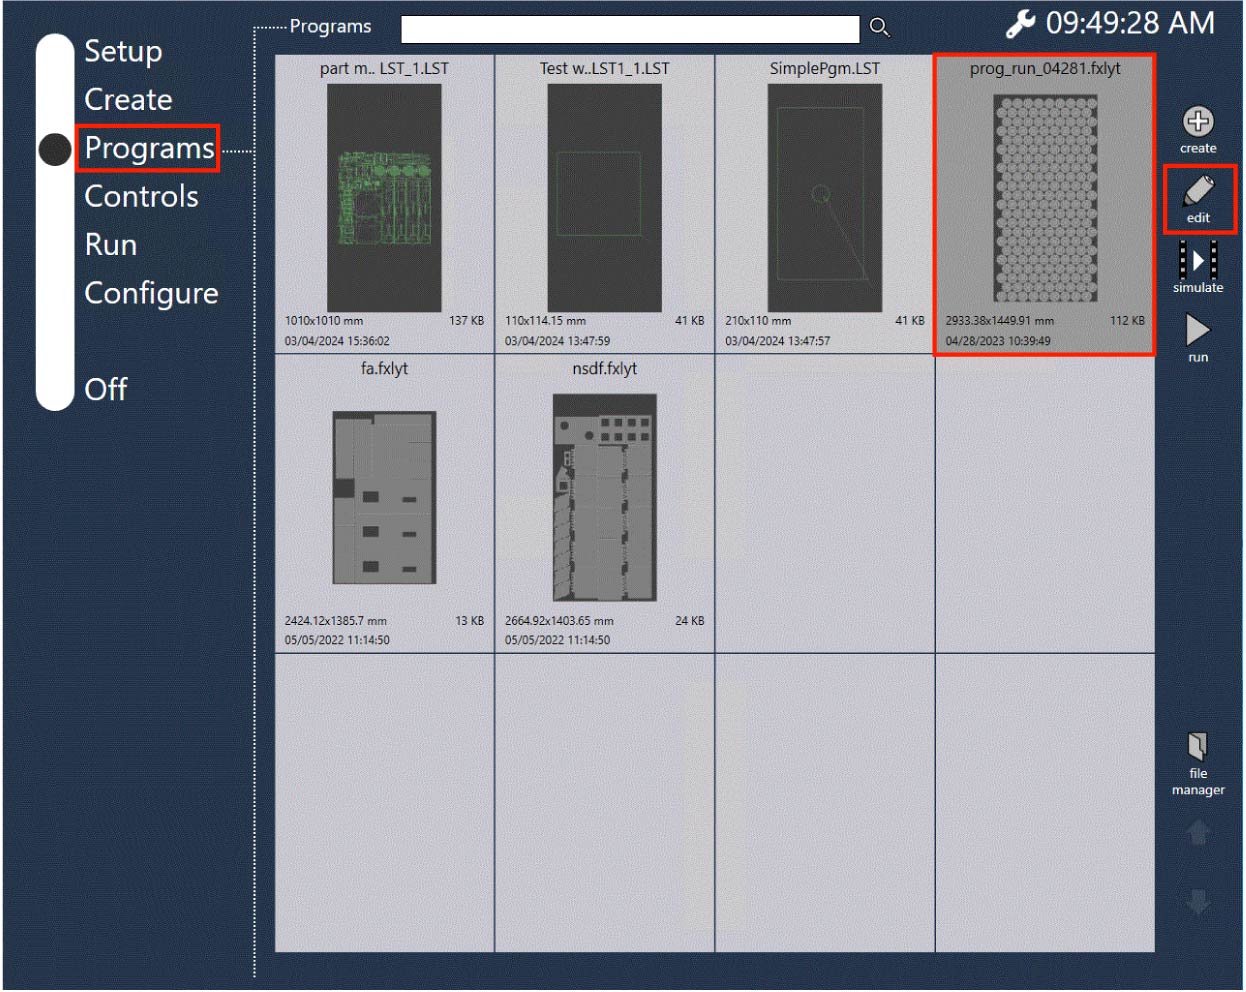 Setup
Create
Programs
Controls
Run
Configure
Off
Programs
09:49:28 AM
part m.. LST_1.LST
1010x1010 mm 137 KB
03/04/2024 15:36:02
Test w..LST1_1.LST
110x114.15 mm 41 KB
03/04/2024 13:47:59
SimplePgm.LST
210x110 mm 41 KB
03/04/2024 13:47:57
prog_run_04281.fxlyt
2933.38x1449.91 mm 112 KB
04/28/2023 10:39:49
fa.fxlyt
2424.12x1385.7 mm 13 KB
05/05/2022 11:14:50
nsdf.fxlyt
2664.92x1403.65 mm 24 KB
05/05/2022 11:14:50
create
edit
simulate
run
file
manager